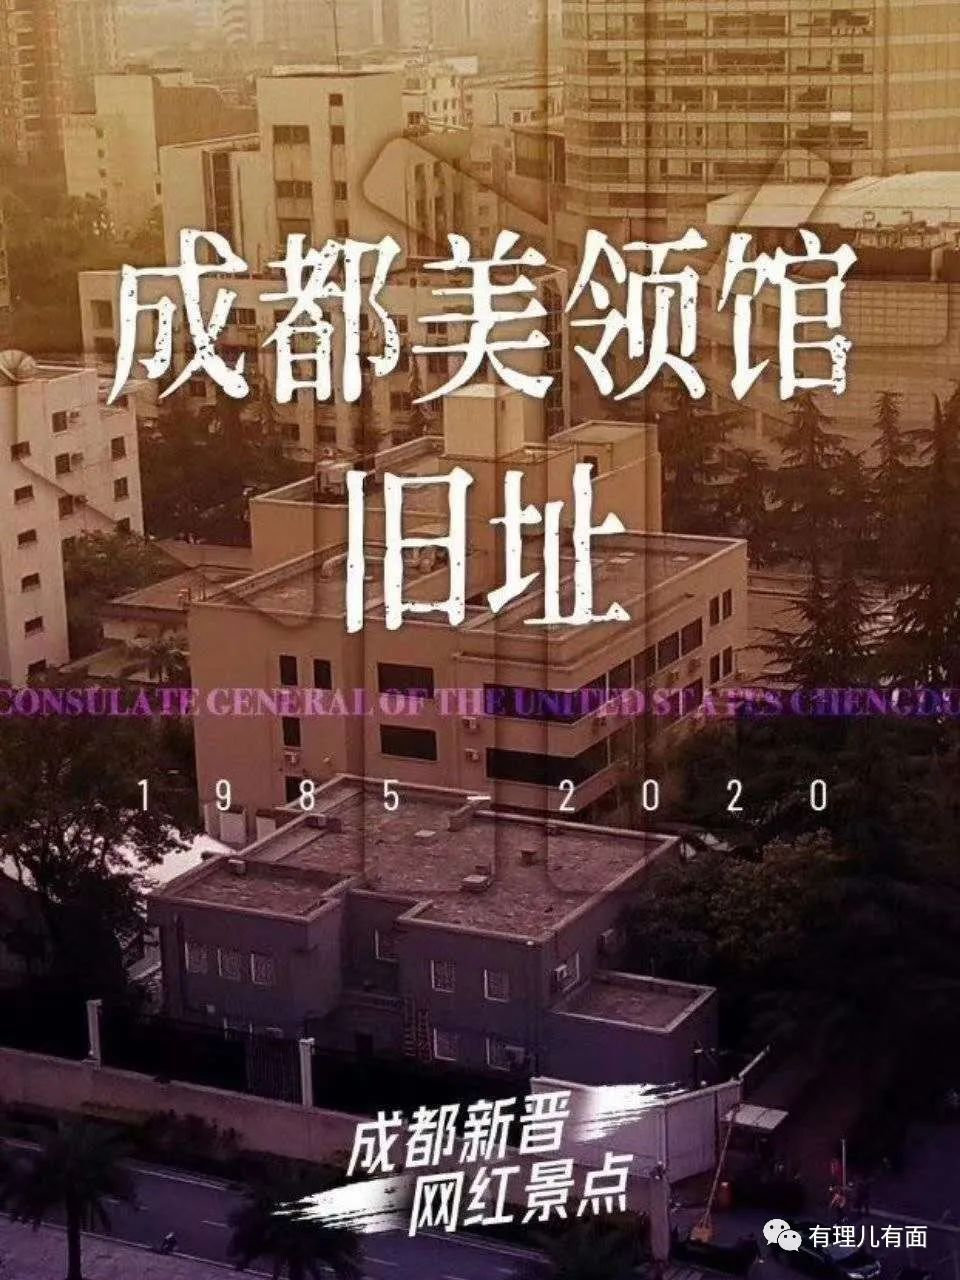 成都美领馆
旧址
CONSULATE GENERAL OF THE UNITED STATES CHENGDU
1985-2020
成都新晋
网红景点
有理儿有面